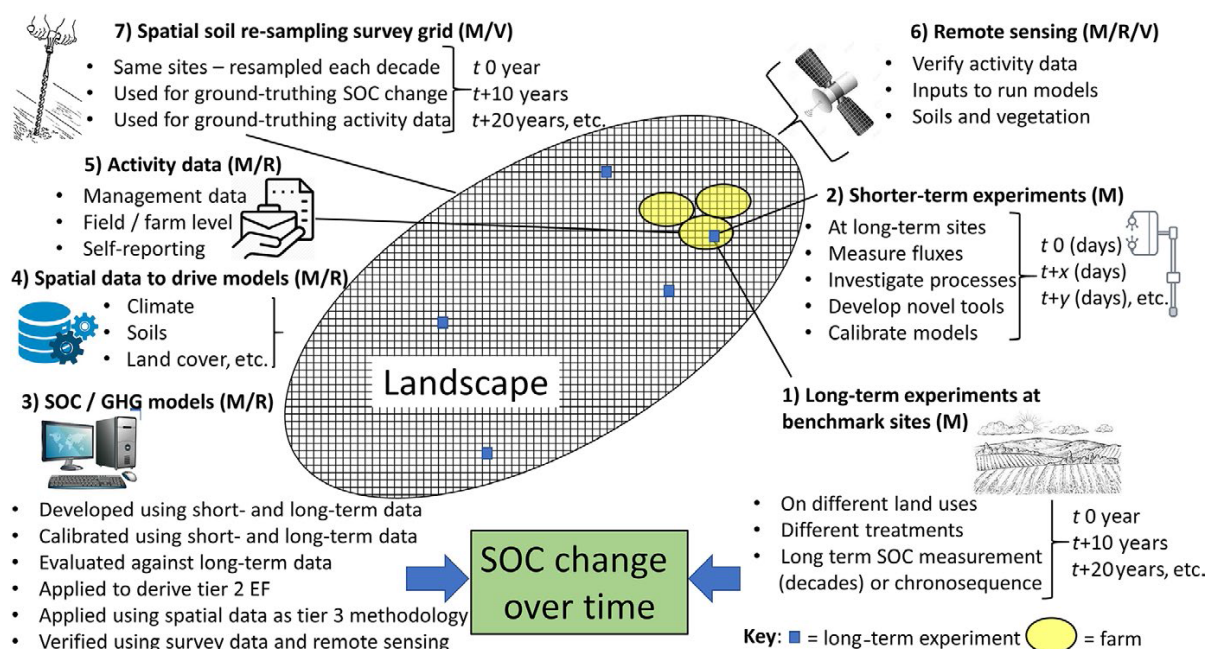 7) Spatial soil re-sampling survey grid (M/V)
• Same sites – resampled each decade
• Used for ground-truthing SOC change
• Used for ground-truthing activity data
t 0 year
t+10 years
t+20 years, etc.
6) Remote sensing (M/R/V)
• Verify activity data
• Inputs to run models
• Soils and vegetation
5) Activity data (M/R)
• Management data
• Field / farm level
• Self-reporting
2) Shorter-term experiments (M)
• At long-term sites
• Measure fluxes
• Investigate processes
• Develop novel tools
• Calibrate models
t 0 (days)
t+x (days)
t+y (days), etc.
4) Spatial data to drive models (M/R)
• Climate
• Soils
• Land cover, etc.
Landscape
3) SOC / GHG models (M/R)
• Developed using short- and long-term data
• Calibrated using short- and long-term data
• Evaluated against long-term data
• Applied to derive tier 2 EF
• Applied using spatial data as tier 3 methodology
• Verified using survey data and remote sensing
1) Long-term experiments at
benchmark sites (M)
• On different land uses
• Different treatments
• Long term SOC measurement
(decades) or chronosequence
t 0 year
t+10 years
t+20 years, etc.
SOC change
over time
Key: = long-term experiment = farm